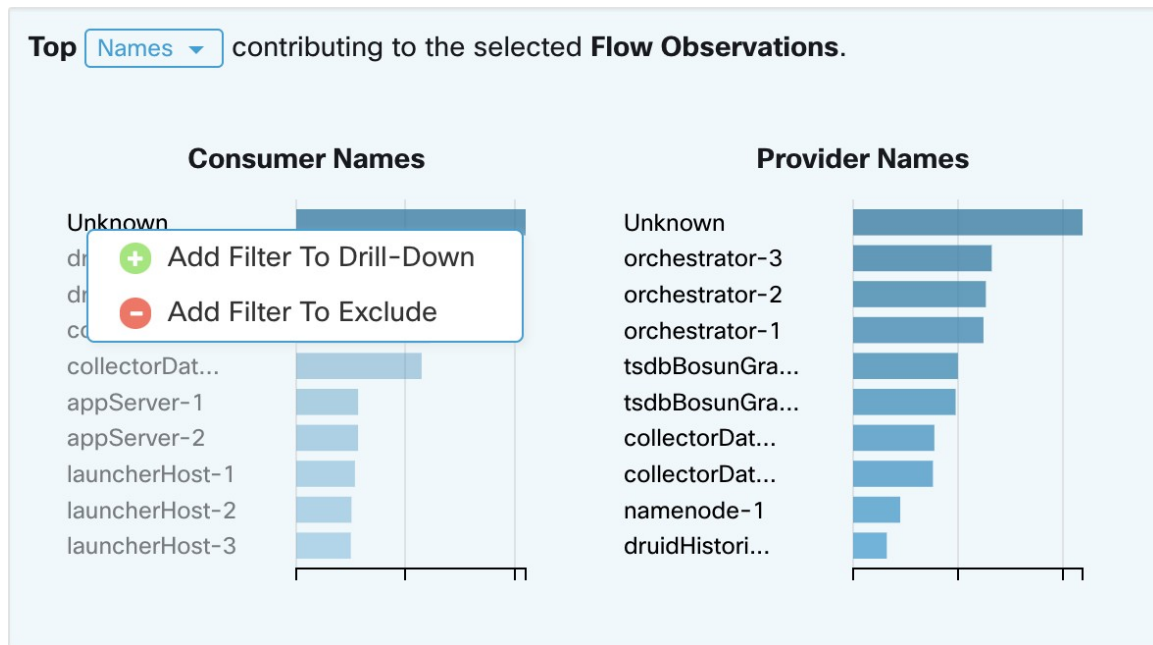 Top Names contributing to the selected Flow Observations.
Consumer Names
Unknown
Add Filter To Drill-Down
Add Filter To Exclude
collectorDat...
appServer-1
appServer-2
launcherHost-1
launcherHost-2
launcherHost-3
Provider Names
Unknown
orchestrator-3
orchestrator-2
orchestrator-1
tsdbBosunGra...
tsdbBosunGra...
collectorDat...
collectorDat...
namenode-1
druidHistori...